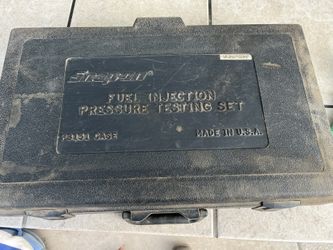 Snap-on
FUEL INJECTION
PRESSURE TESTING SET
MADE IN U.S.A.